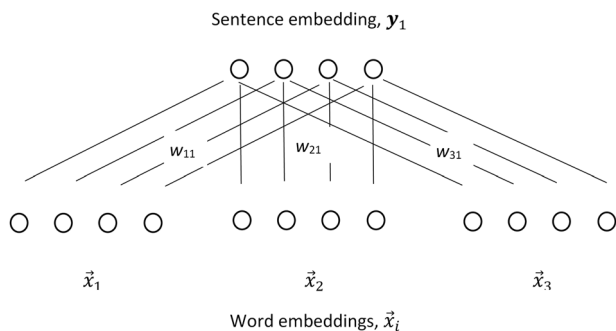 Sentence embedding, y₁
w₁₁ w₂₁ w₃₁
x⃗₁ x⃗₂ x⃗₃
Word embeddings, x⃗ᵢ